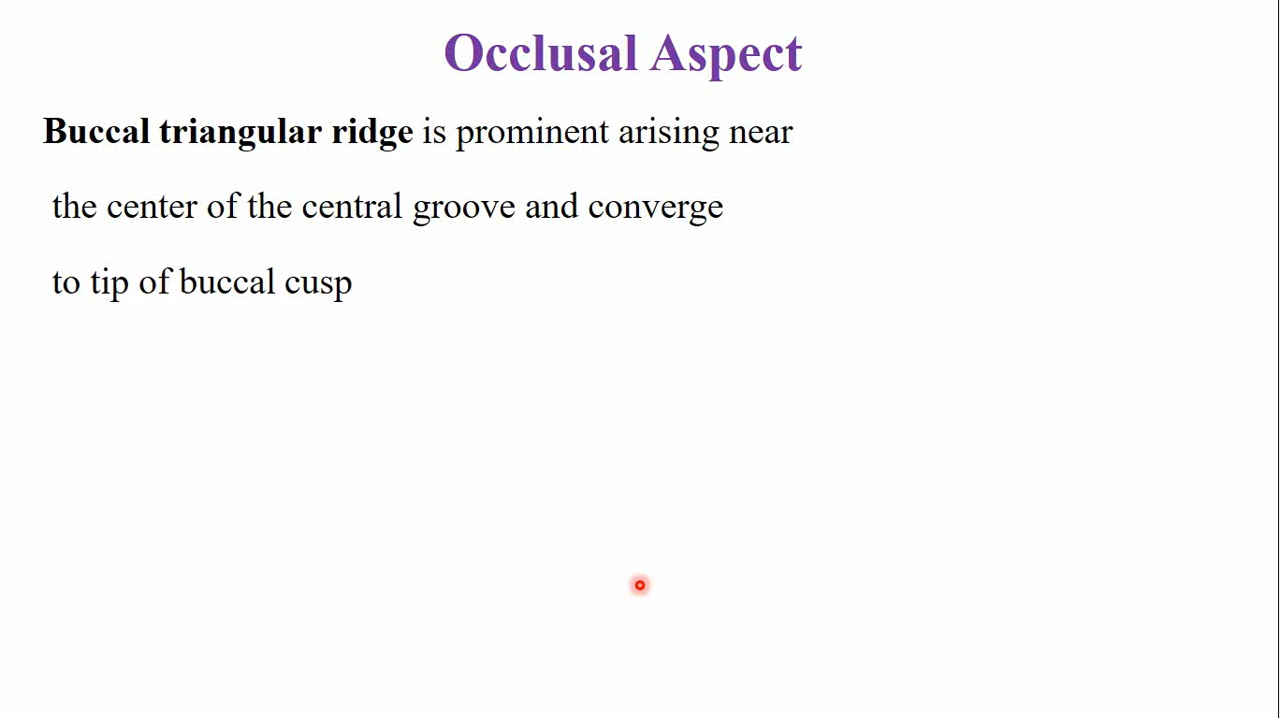 Occlusal Aspect
Buccal triangular ridge is prominent arising near
the center of the central groove and converge
to tip of buccal cusp